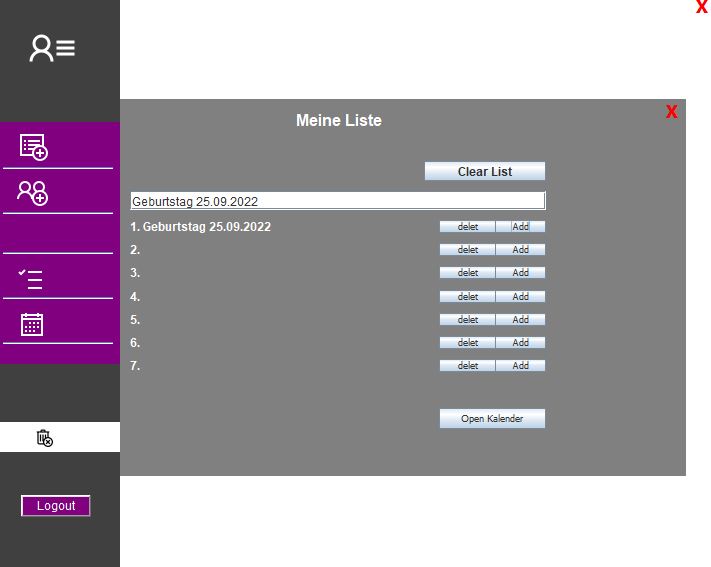 X
Meine Liste
X
Clear List
Geburtstag 25.09.2022
1. Geburtstag 25.09.2022 delet Add
2. delet Add
3. delet Add
4. delet Add
5. delet Add
6. delet Add
7. delet Add
Open Kalender
Logout